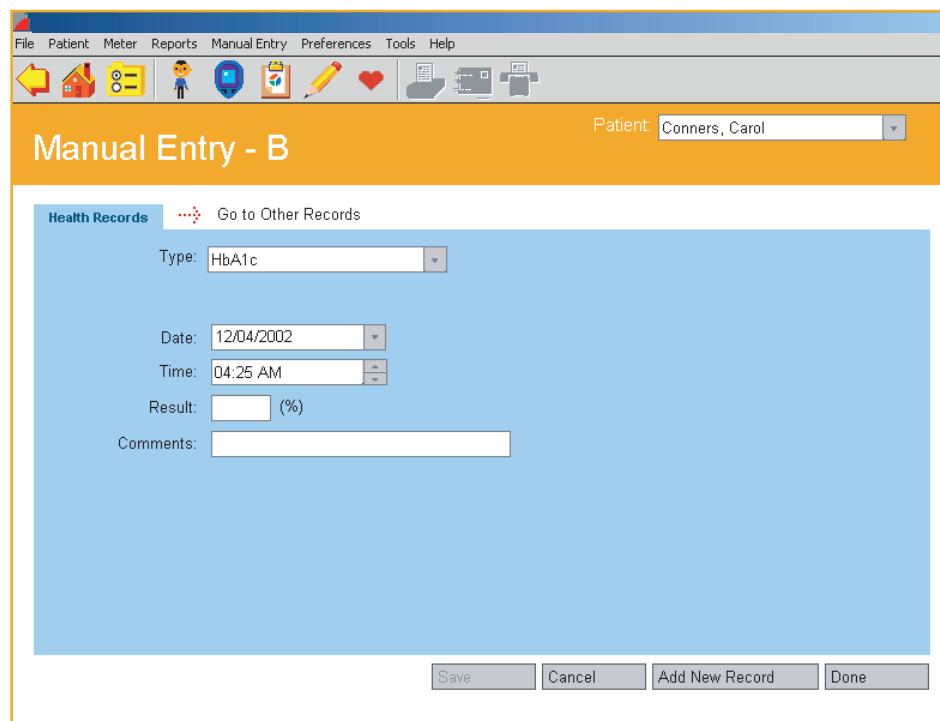 File Patient Meter Reports Manual Entry Preferences Tools Help
Patient: Conners, Carol
Manual Entry - B
Health Records Go to Other Records
Type: HbA1c
Date: 12/04/2002
Time: 04:25 AM
Result: (%)
Comments:
Save Cancel Add New Record Done